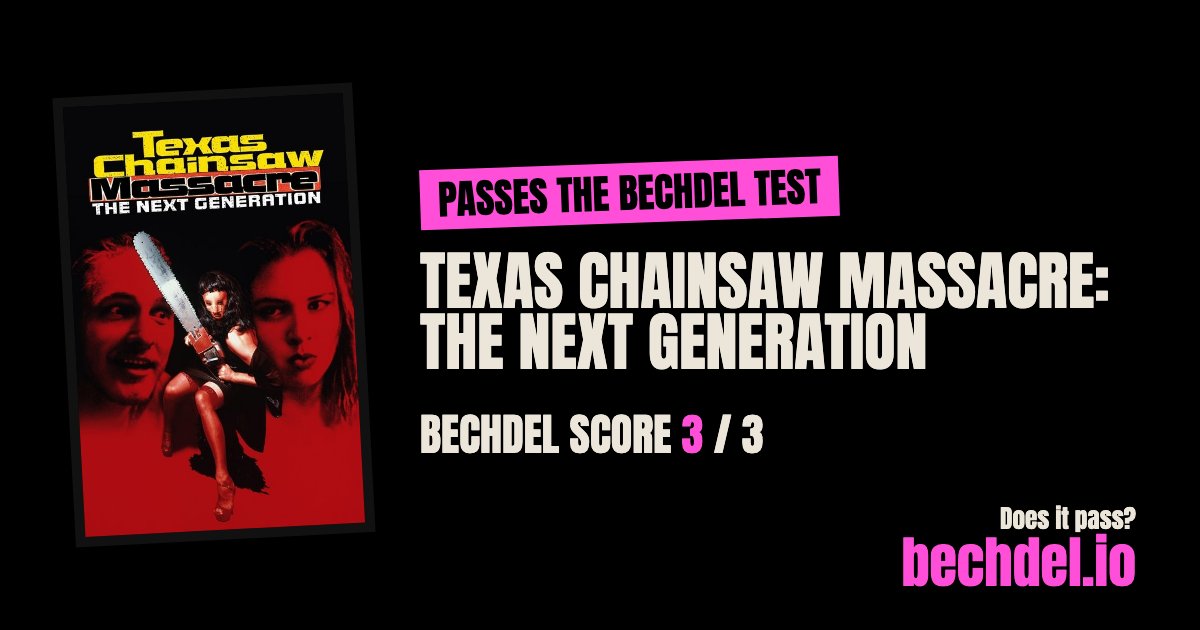 Texas
Chainsaw
Massacre
THE NEXT GENERATION
PASSES THE BECHDEL TEST
TEXAS CHAINSAW MASSACRE:
THE NEXT GENERATION
BECHDEL SCORE 3 / 3
Does it pass?
bechdel.io